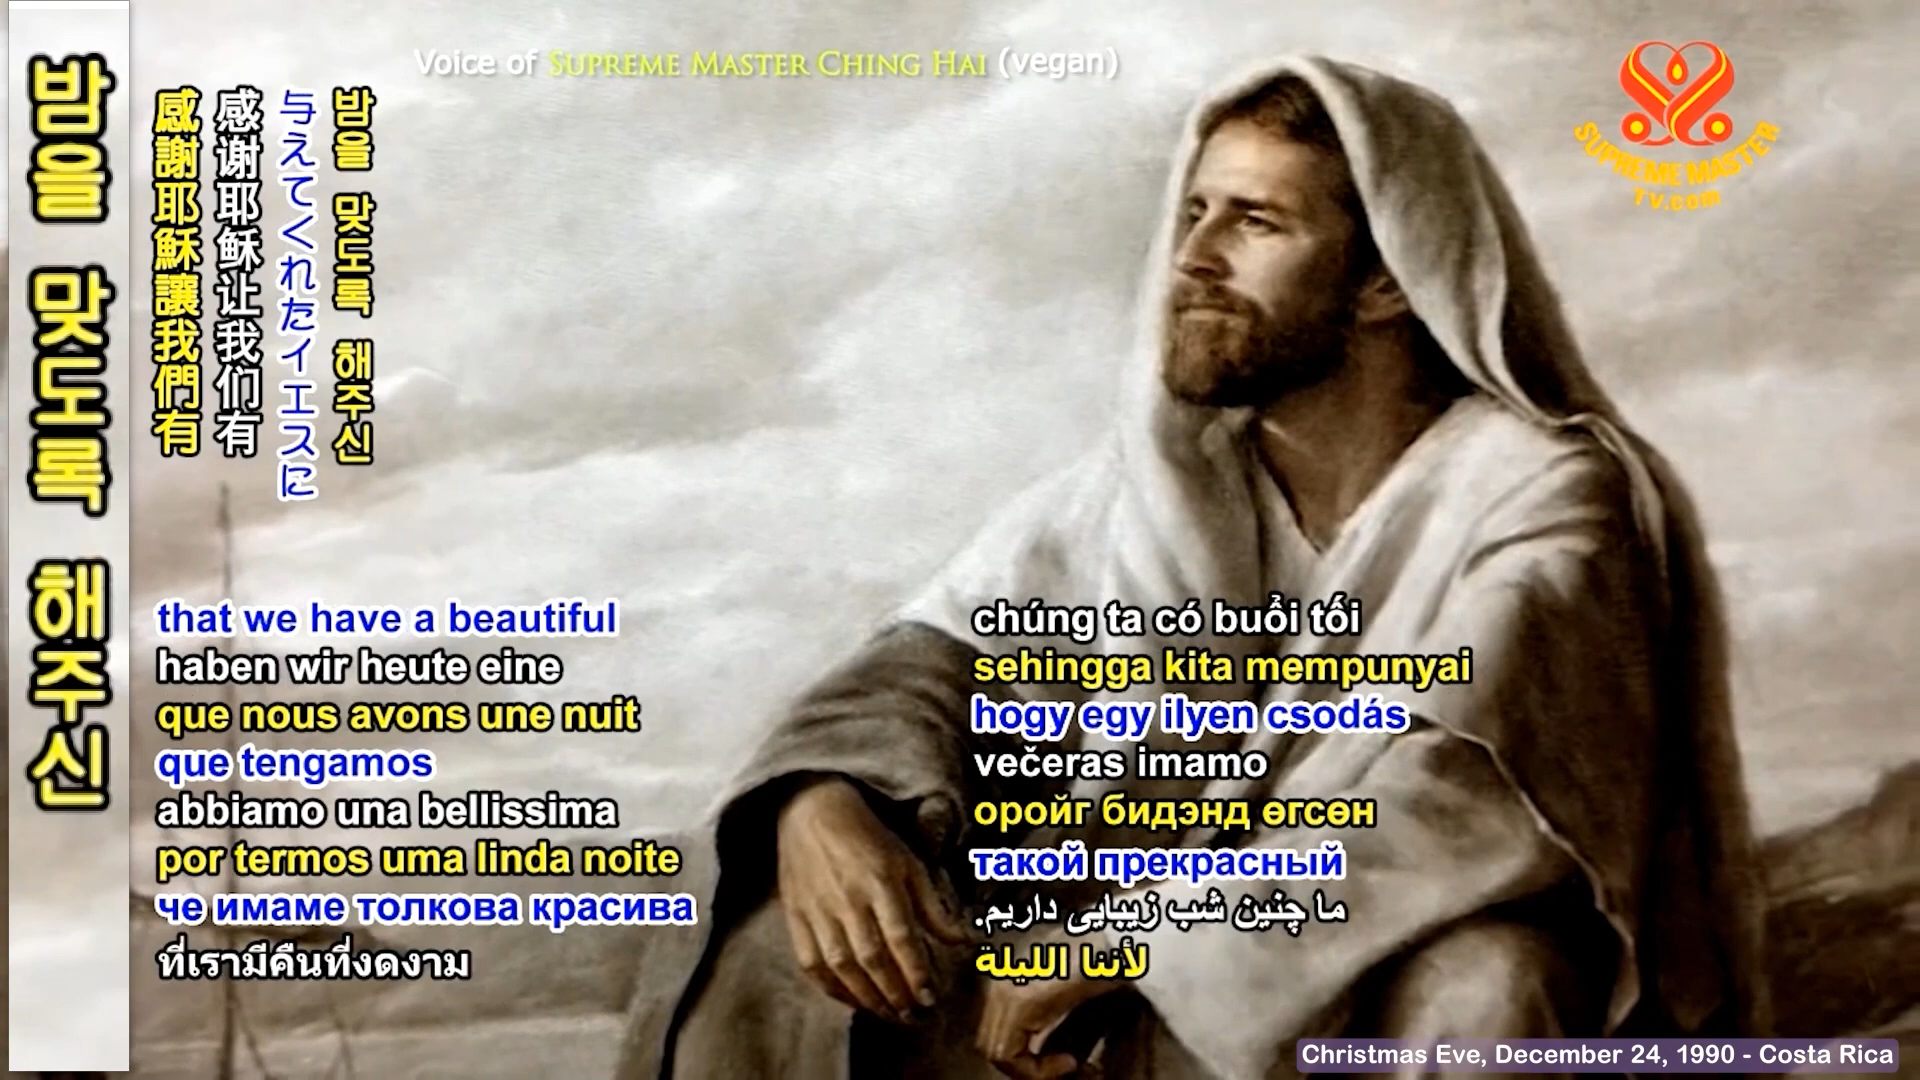 Voice of SUPREME MASTER CHING HAI (vegan)
SUPREME MASTER
TV.com
밤을 맞도록 해주신
感謝耶穌讓我們有
感谢耶稣让我们有
与えてくれたイエスに
밤을 맞도록 해주신
that we have a beautiful
haben wir heute eine
que nous avons une nuit
que tengamos
abbiamo una bellissima
por termos uma linda noite
че имаме толкова красива
ที่เรามีคืนที่งดงาม
chúng ta có buổi tối
sehingga kita mempunyai
hogy egy ilyen csodás
večeras imamo
оройг бидэнд өгсөн
такой прекрасный
ما چنین شب زیبایی داریم.
لأننا الليلة
Christmas Eve, December 24, 1990 - Costa Rica